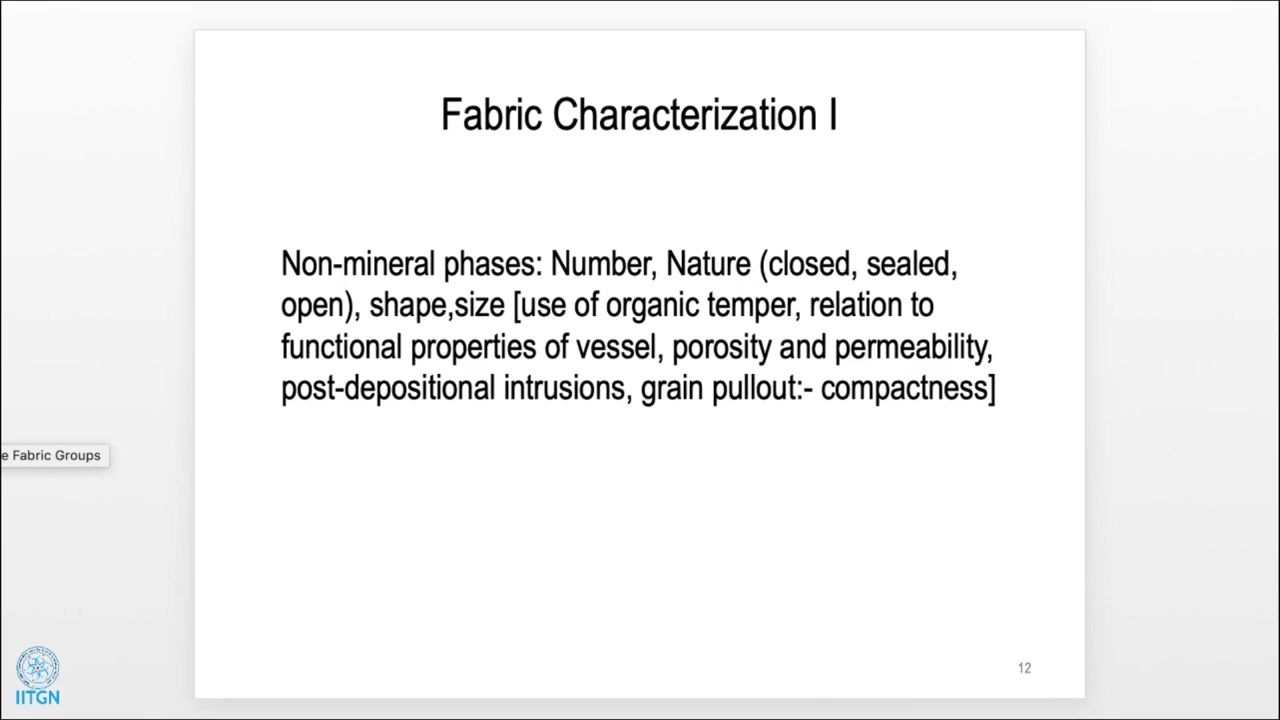 Fabric Characterization I
Non-mineral phases: Number, Nature (closed, sealed,
open), shape,size [use of organic temper, relation to
functional properties of vessel, porosity and permeability,
post-depositional intrusions, grain pullout:- compactness]
e Fabric Groups
12
IITGN